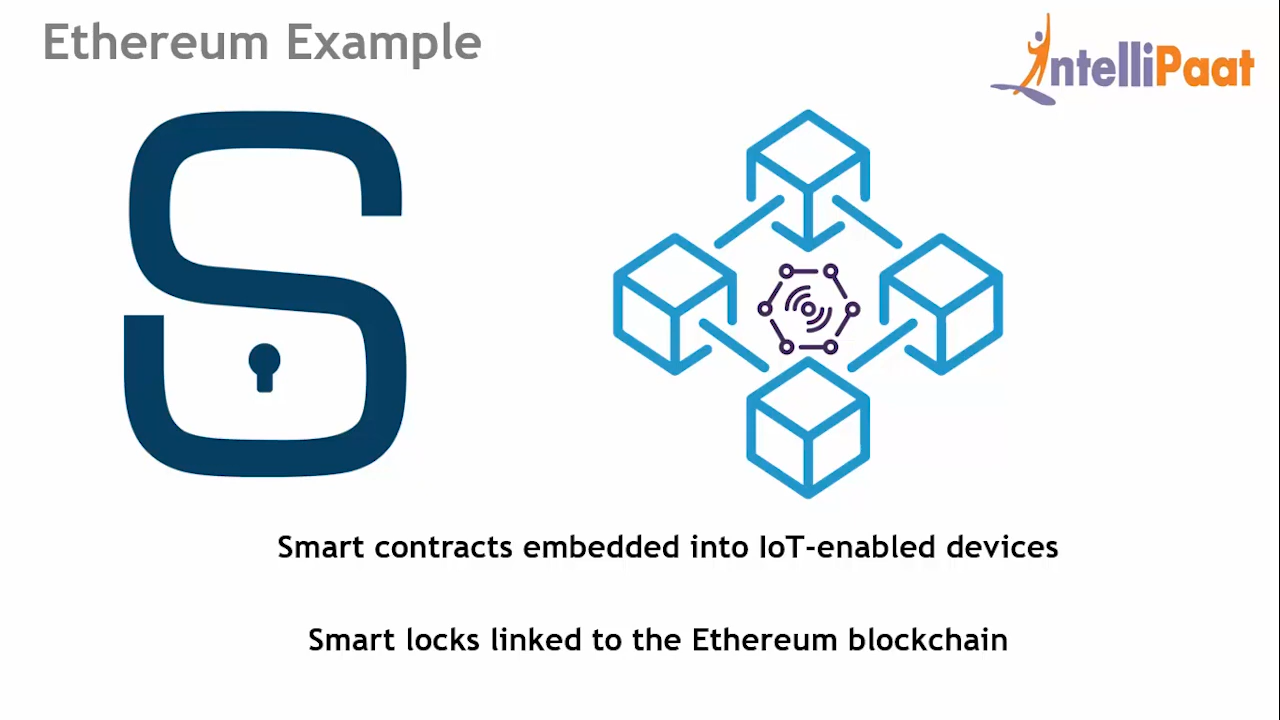 Ethereum Example
IntelliPaat
S
Smart contracts embedded into IoT-enabled devices
Smart locks linked to the Ethereum blockchain